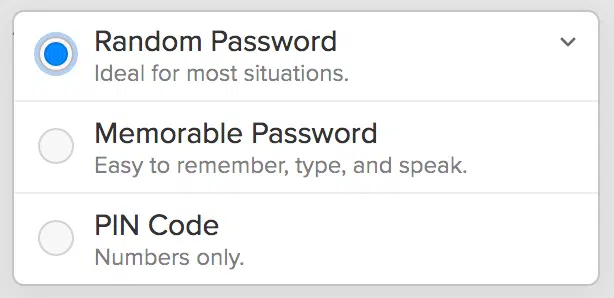 Random Password
Ideal for most situations.
Memorable Password
Easy to remember, type, and speak.
PIN Code
Numbers only.